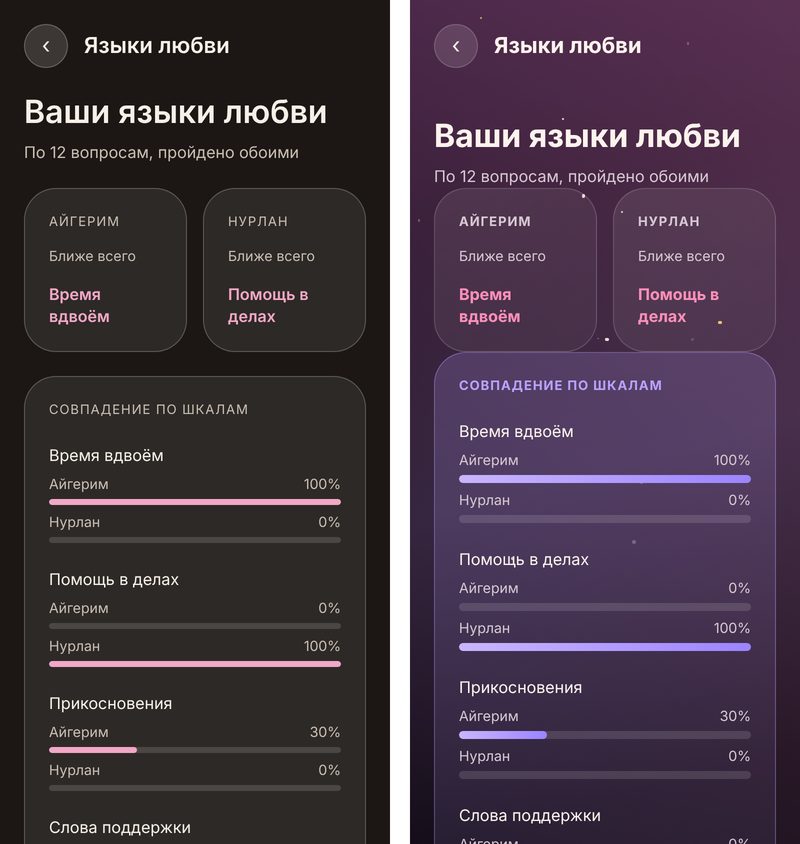 ‹ Языки любви
Ваши языки любви
По 12 вопросам, пройдено обоими
АЙГЕРИМ
Ближе всего
Время
вдвоём
НУРЛАН
Ближе всего
Помощь в
делах
СОВПАДЕНИЕ ПО ШКАЛАМ
Время вдвоём
Айгерим 100%
Нурлан 0%
Помощь в делах
Айгерим 0%
Нурлан 100%
Прикосновения
Айгерим 30%
Нурлан 0%
Слова поддержки
‹ Языки любви
Ваши языки любви
По 12 вопросам, пройдено обоими
АЙГЕРИМ
Ближе всего
Время
вдвоём
НУРЛАН
Ближе всего
Помощь в
делах
СОВПАДЕНИЕ ПО ШКАЛАМ
Время вдвоём
Айгерим 100%
Нурлан 0%
Помощь в делах
Айгерим 0%
Нурлан 100%
Прикосновения
Айгерим 30%
Нурлан 0%
Слова поддержки
Айгерим 0%